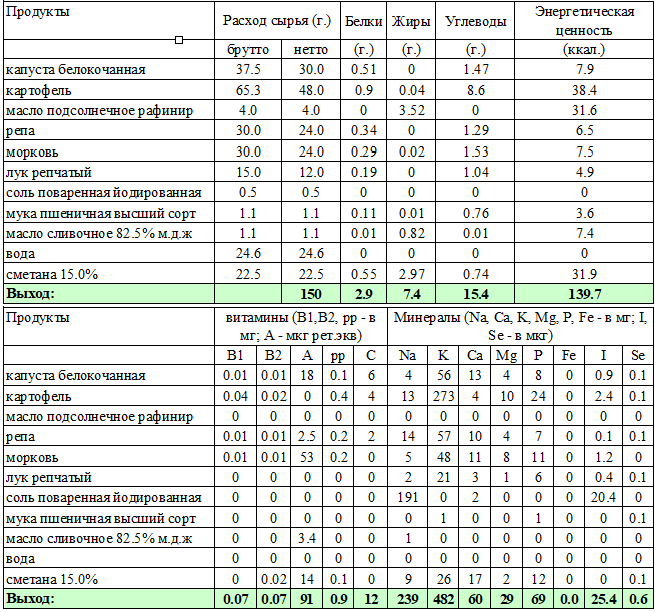 Продукты Расход сырья (г.) Белки Жиры Углеводы Энергетическая ценность
брутто нетто (г.) (г.) (г.) (ккал.)
капуста белокочанная 37.5 30.0 0.51 0 1.47 7.9
картофель 65.3 48.0 0.9 0.04 8.6 38.4
масло подсолнечное рафинир 4.0 4.0 0 3.52 0 31.6
репа 30.0 24.0 0.34 0 1.29 6.5
морковь 30.0 24.0 0.29 0.02 1.53 7.5
лук репчатый 15.0 12.0 0.19 0 1.04 4.9
соль поваренная йодированная 0.5 0.5 0 0 0 0
мука пшеничная высший сорт 1.1 1.1 0.11 0.01 0.76 3.6
масло сливочное 82.5% м.д.ж 1.1 1.1 0.01 0.82 0.01 7.4
вода 24.6 24.6 0 0 0 0
сметана 15.0% 22.5 22.5 0.55 2.97 0.74 31.9
Выход: 150 2.9 7.4 15.4 139.7
Продукты витамины (В1,В2, рр - в мг; А - мкг рет.экв) Минералы (Na, Ca, K, Mg, P, Fe - в мг; I, Se - в мкг)
B1 B2 A pp C Na K Ca Mg P Fe I Se
капуста белокочанная 0.01 0.01 18 0.1 6 4 56 13 4 8 0 0.9 0.1
картофель 0.04 0.02 0 0.4 4 13 273 4 10 24 0 2.4 0.1
масло подсолнечное рафинир 0 0 0 0 0 0 0 0 0 0 0 0 0
репа 0.01 0.01 2.5 0.2 2 14 57 10 4 7 0 0.1 0.1
морковь 0.01 0.01 53 0.2 0 5 48 11 8 11 0 1.2 0
лук репчатый 0 0 0 0 0 2 21 3 1 6 0 0.4 0.1
соль поваренная йодированная 0 0 0 0 0 191 0 2 0 0 0 20.4 0
мука пшеничная высший сорт 0 0 0 0 0 0 1 0 0 1 0 0 0.1
масло сливочное 82.5% м.д.ж 0 0 3.4 0 0 1 0 0 0 0 0 0 0
вода 0 0 0 0 0 0 0 0 0 0 0 0 0
сметана 15.0% 0 0.02 14 0.1 0 9 26 17 2 12 0 0 0.1
Выход: 0.07 0.07 91 0.9 12 239 482 60 29 69 0.0 25.4 0.6